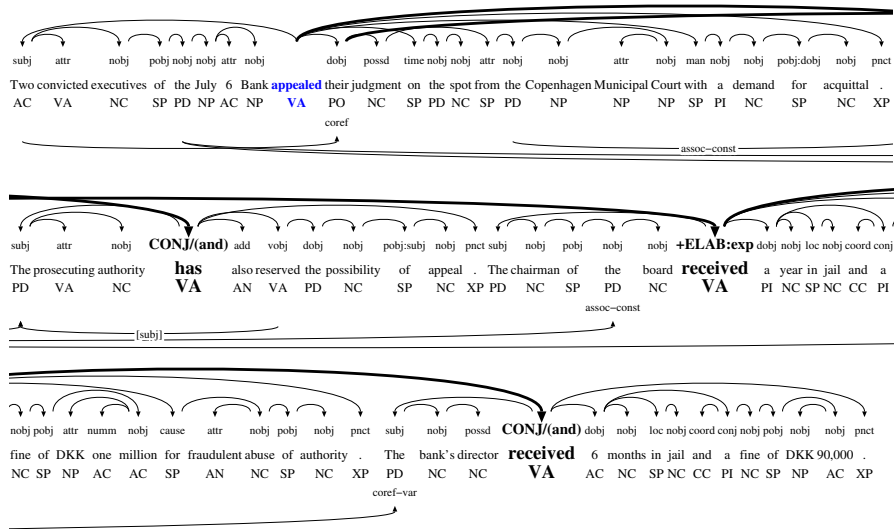 subj attr nobj pobj nobj nobj attr nobj dobj possd time nobj nobj attr nobj nobj attr nobj man nobj nobj pobj:dobj nobj pnct
Two convicted executives of the July 6 Bank appealed their judgment on the spot from the Copenhagen Municipal Court with a demand for acquittal .
AC VA NC SP PD NP AC NP VA PO NC SP PD NC SP PD NP NP NP SP PI NC SP NC XP
coref
assoc−const
subj attr nobj CONJ/(and) add vobj dobj nobj pobj:subj nobj pnct subj nobj pobj nobj nobj +ELAB:exp dobj nobj loc nobj coord conj
The prosecuting authority has also reserved the possibility of appeal . The chairman of the board received a year in jail and a
PD VA NC VA AN VA PD NC SP NC XP PD NC SP PD NC VA PI NC SP NC CC PI
assoc−const
[subj]
nobj pobj attr numm nobj cause attr nobj pobj nobj pnct subj nobj possd CONJ/(and) dobj nobj loc nobj coord conj nobj pobj nobj nobj pnct
fine of DKK one million for fraudulent abuse of authority . The bank's director received 6 months in jail and a fine of DKK 90,000 .
NC SP NP AC AC SP AN NC SP NC XP PD NC NC VA AC NC SP NC CC PI NC SP NP AC XP
coref−var